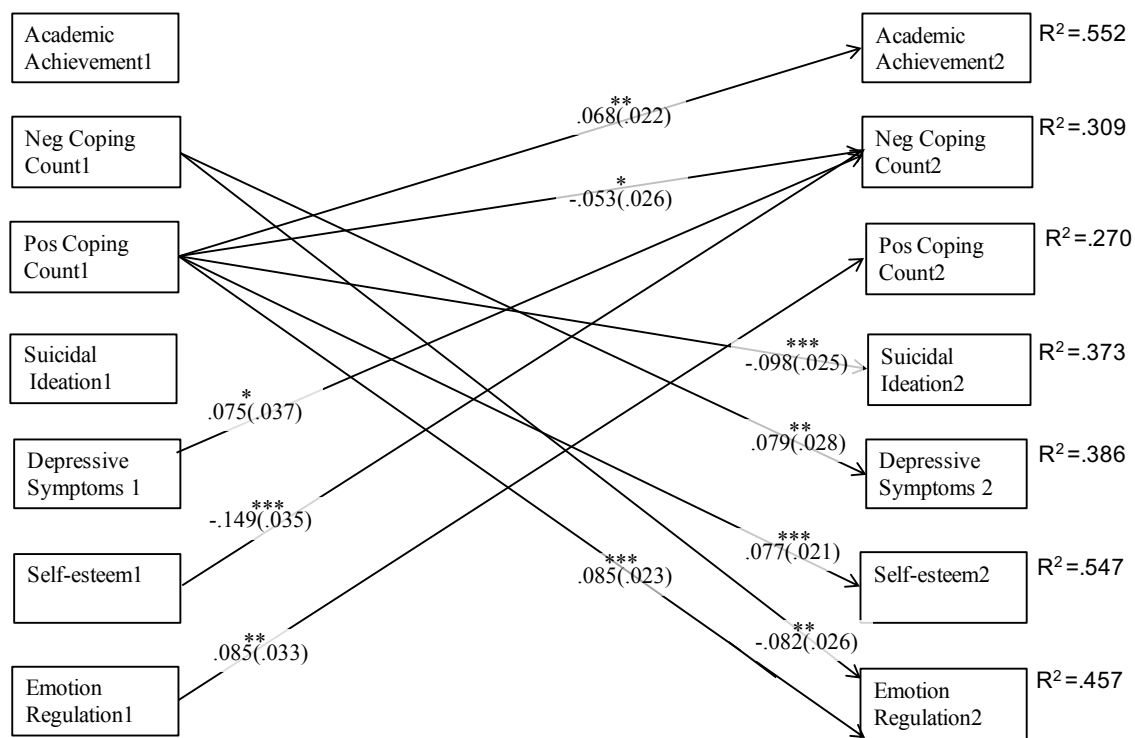 Academic
Achievement1
Academic
Achievement2
R²=.552
**
.068(.022)
Neg Coping
Count1
Neg Coping
Count2
R²=.309
*
-.053(.026)
Pos Coping
Count1
Pos Coping
Count2
R²=.270
Suicidal
Ideation1
***
-.098(.025)
Suicidal
Ideation2
R²=.373
*
.075(.037)
**
.079(.028)
Depressive
Symptoms 1
Depressive
Symptoms 2
R²=.386
***
-.149(.035)
***
.077(.021)
Self-esteem1
***
.085(.023)
Self-esteem2
R²=.547
**
.085(.033)
**
-.082(.026)
Emotion
Regulation1
Emotion
Regulation2
R²=.457